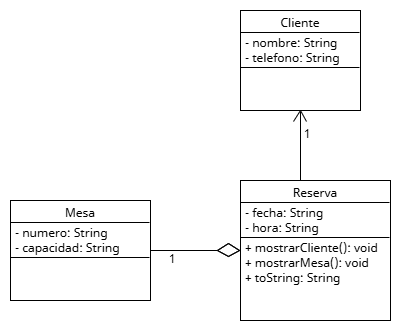 Cliente
- nombre: String
- telefono: String
1
Reserva
- fecha: String
- hora: String
+ mostrarCliente(): void
+ mostrarMesa(): void
+ toString: String
Mesa
- numero: String
- capacidad: String
1